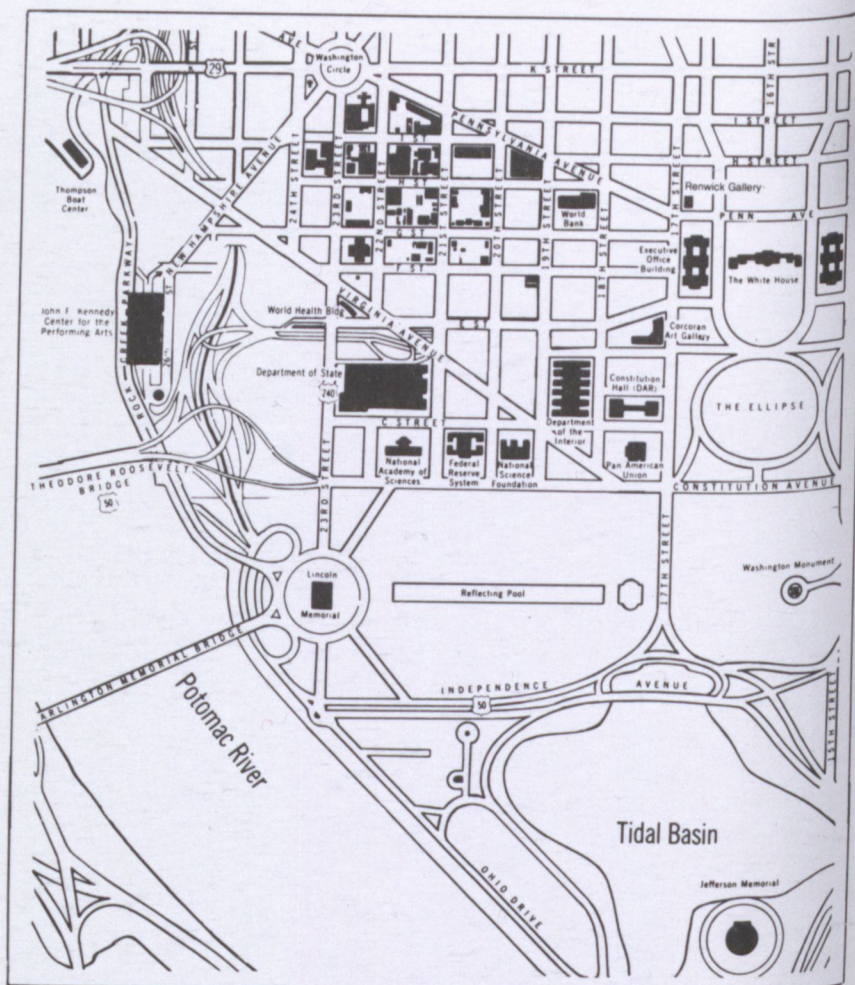 AVE
Washington
Circle
29
K STREET
16TH STR
PENNSYLVANIA AVENUE
I STREET
I ST
H STREET
H ST
Thompson
Boat
Center
NEW HAMPSHIRE AVENUE
24TH STREET
23RD STREET
22ND STREET
21ST STREET
20TH STREET
19TH STREET
18TH STREET
17TH STREET
Renwick Gallery
World
Bank
PENN AVE
G ST
F ST
Executive
Office
Building
The White House
John F. Kennedy
Center for the
Performing Arts
ROCK CREEK PARKWAY
26th ST
World Health Bldg
VIRGINIA AVENUE
E ST
Corcoran
Art Gallery
Department of State
240
Constitution
Hall (DAR)
THE ELLIPSE
C STREET
Department
of the
Interior
National
Academy of
Sciences
Federal
Reserve
System
National
Science
Foundation
Pan American
Union
THEODORE ROOSEVELT
BRIDGE
50
23RD STREET
CONSTITUTION AVENUE
17TH STREET
Washington Monument
Lincoln
Memorial
Reflecting Pool
ARLINGTON MEMORIAL BRIDGE
Potomac River
INDEPENDENCE AVENUE
50
15TH STREET
Tidal Basin
OHIO DRIVE
Jefferson Memorial